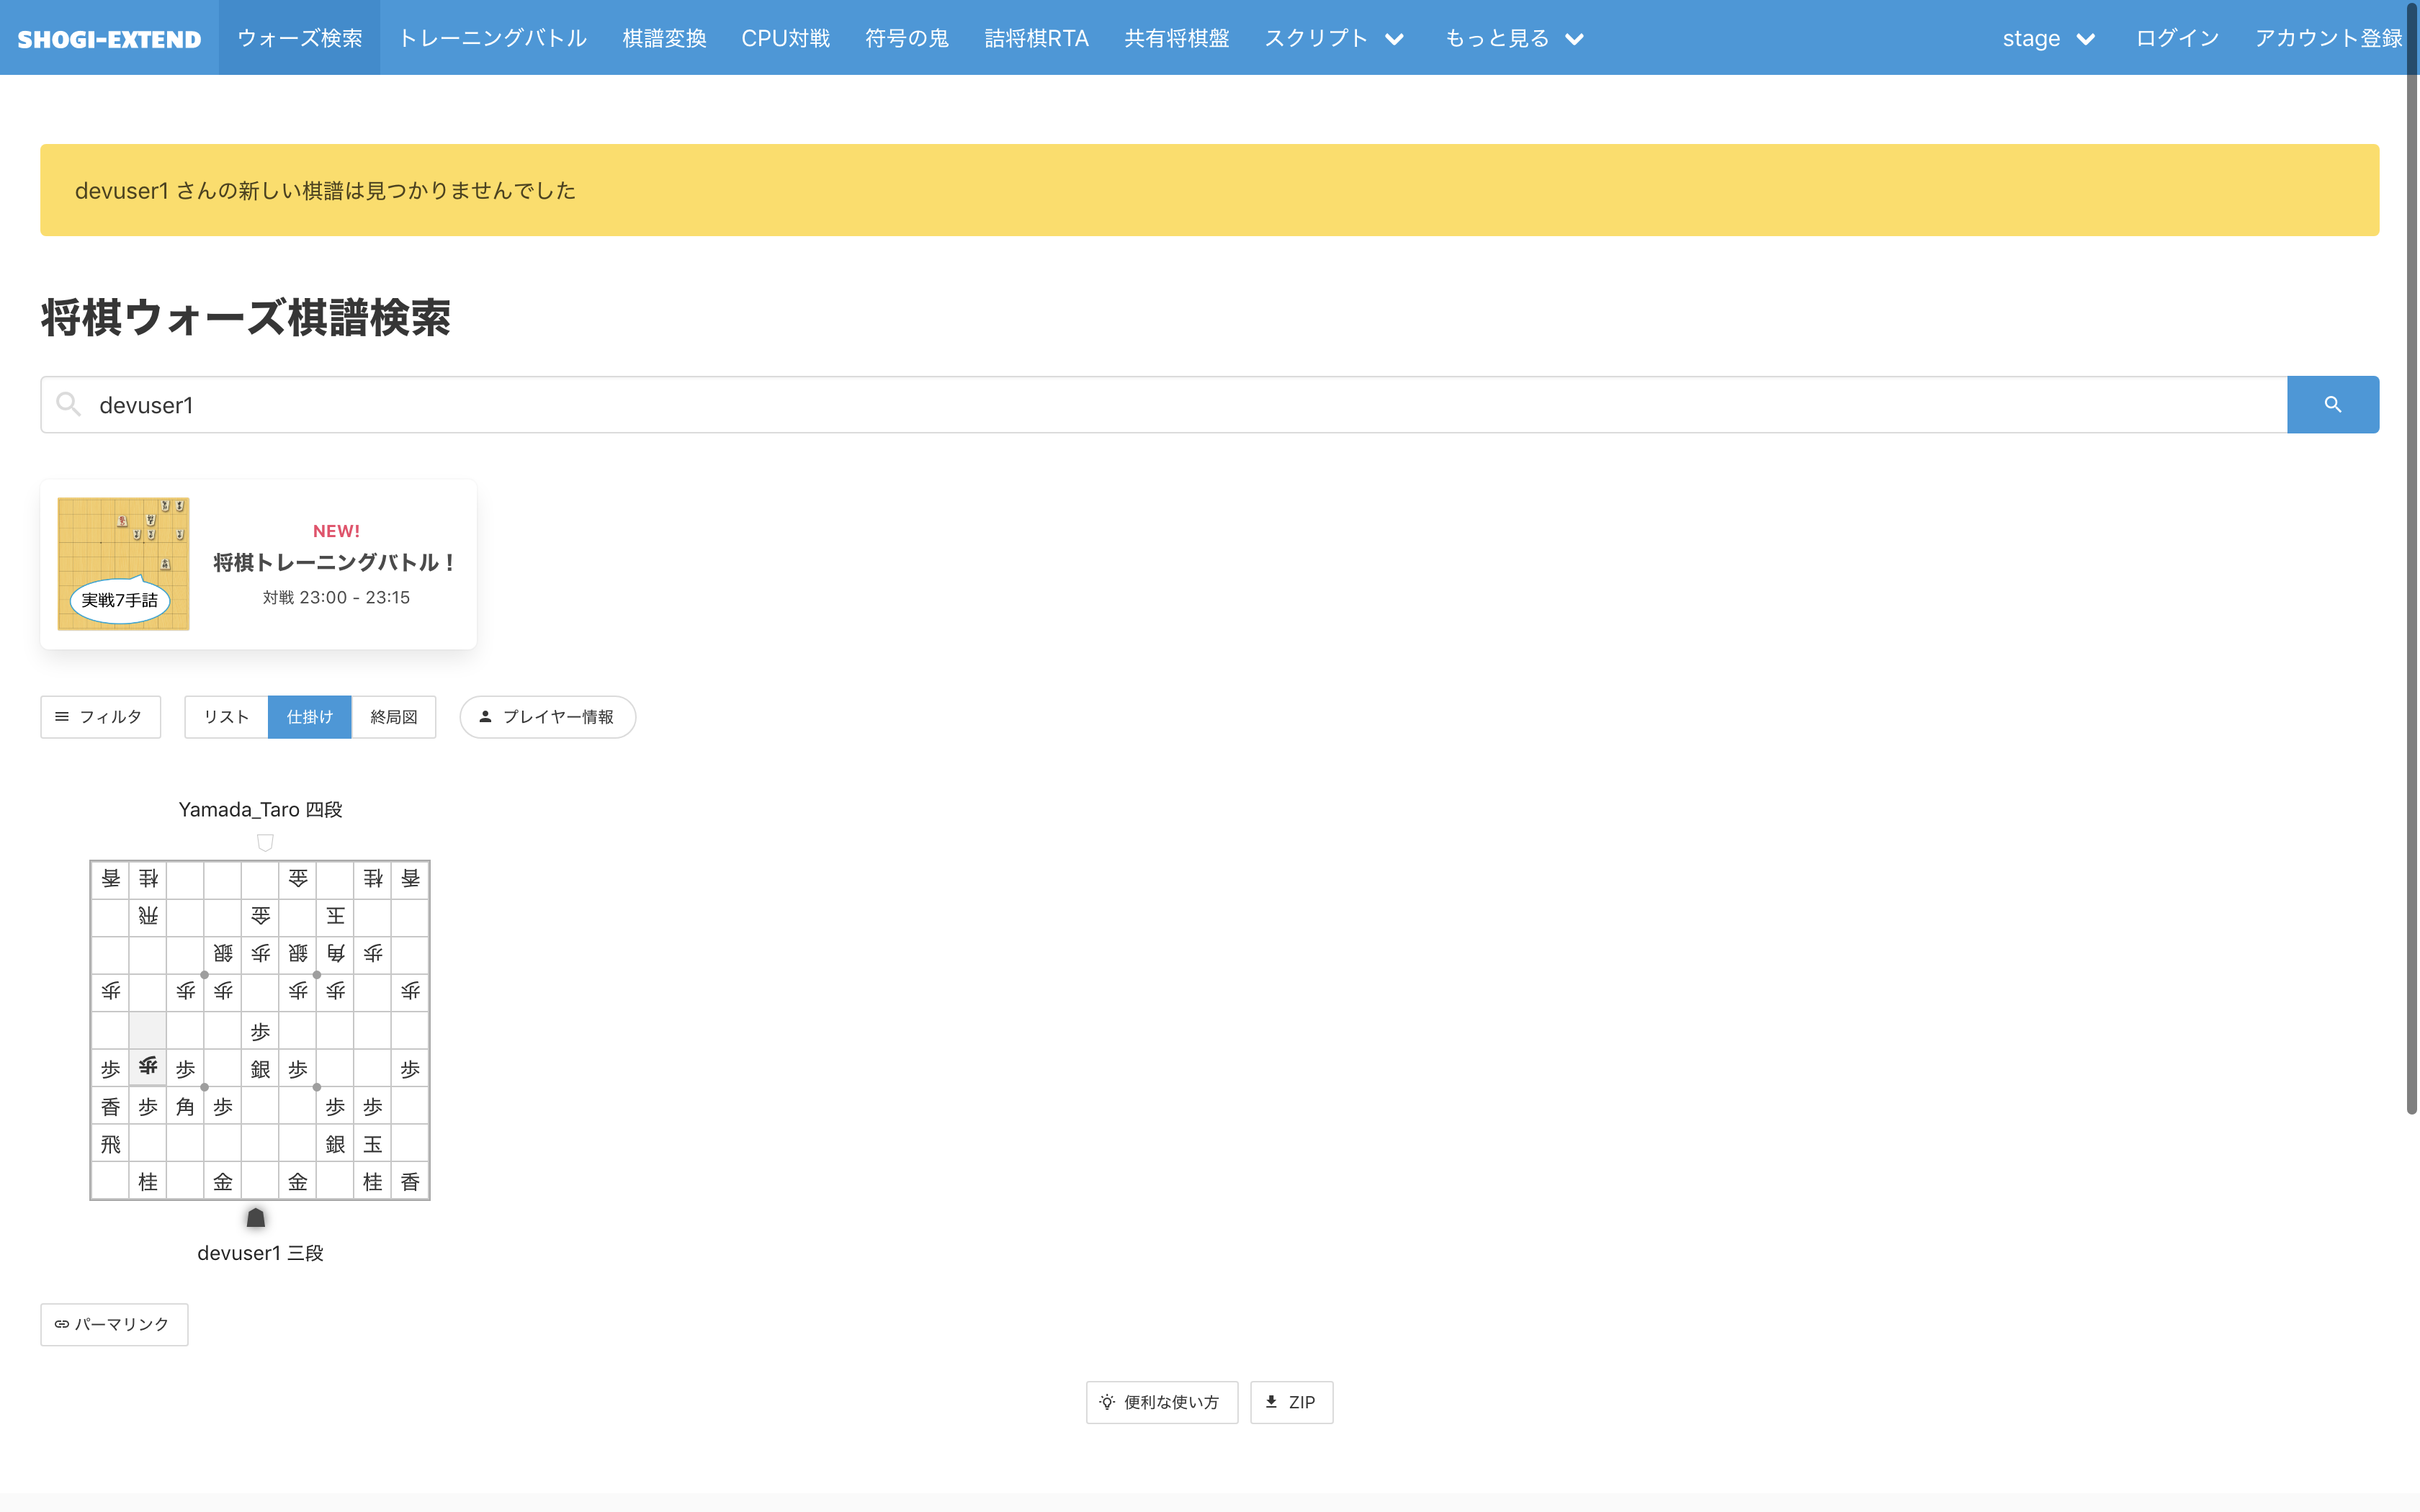 SHOGI-EXTEND ウォーズ検索 トレーニングバトル 棋譜変換 CPU対戦 符号の鬼 詰将棋RTA 共有将棋盤 スクリプト もっと見る stage ログイン アカウント登録
devuser1 さんの新しい棋譜は見つかりませんでした
将棋ウォーズ棋譜検索
devuser1
実戦7手詰
NEW!
将棋トレーニングバトル！
対戦 23:00 - 23:15
フィルタ リスト 仕掛け 終局図 プレイヤー情報
Yamada_Taro 四段
香 桂 金 桂 香
飛 金 王
銀 歩 銀 角 歩
歩 歩 歩 歩 歩 歩
歩
歩 歩 歩 銀 歩 歩
香 歩 角 歩 歩 歩
飛 銀 玉
桂 金 金 桂 香
devuser1 三段
パーマリンク
便利な使い方 ZIP